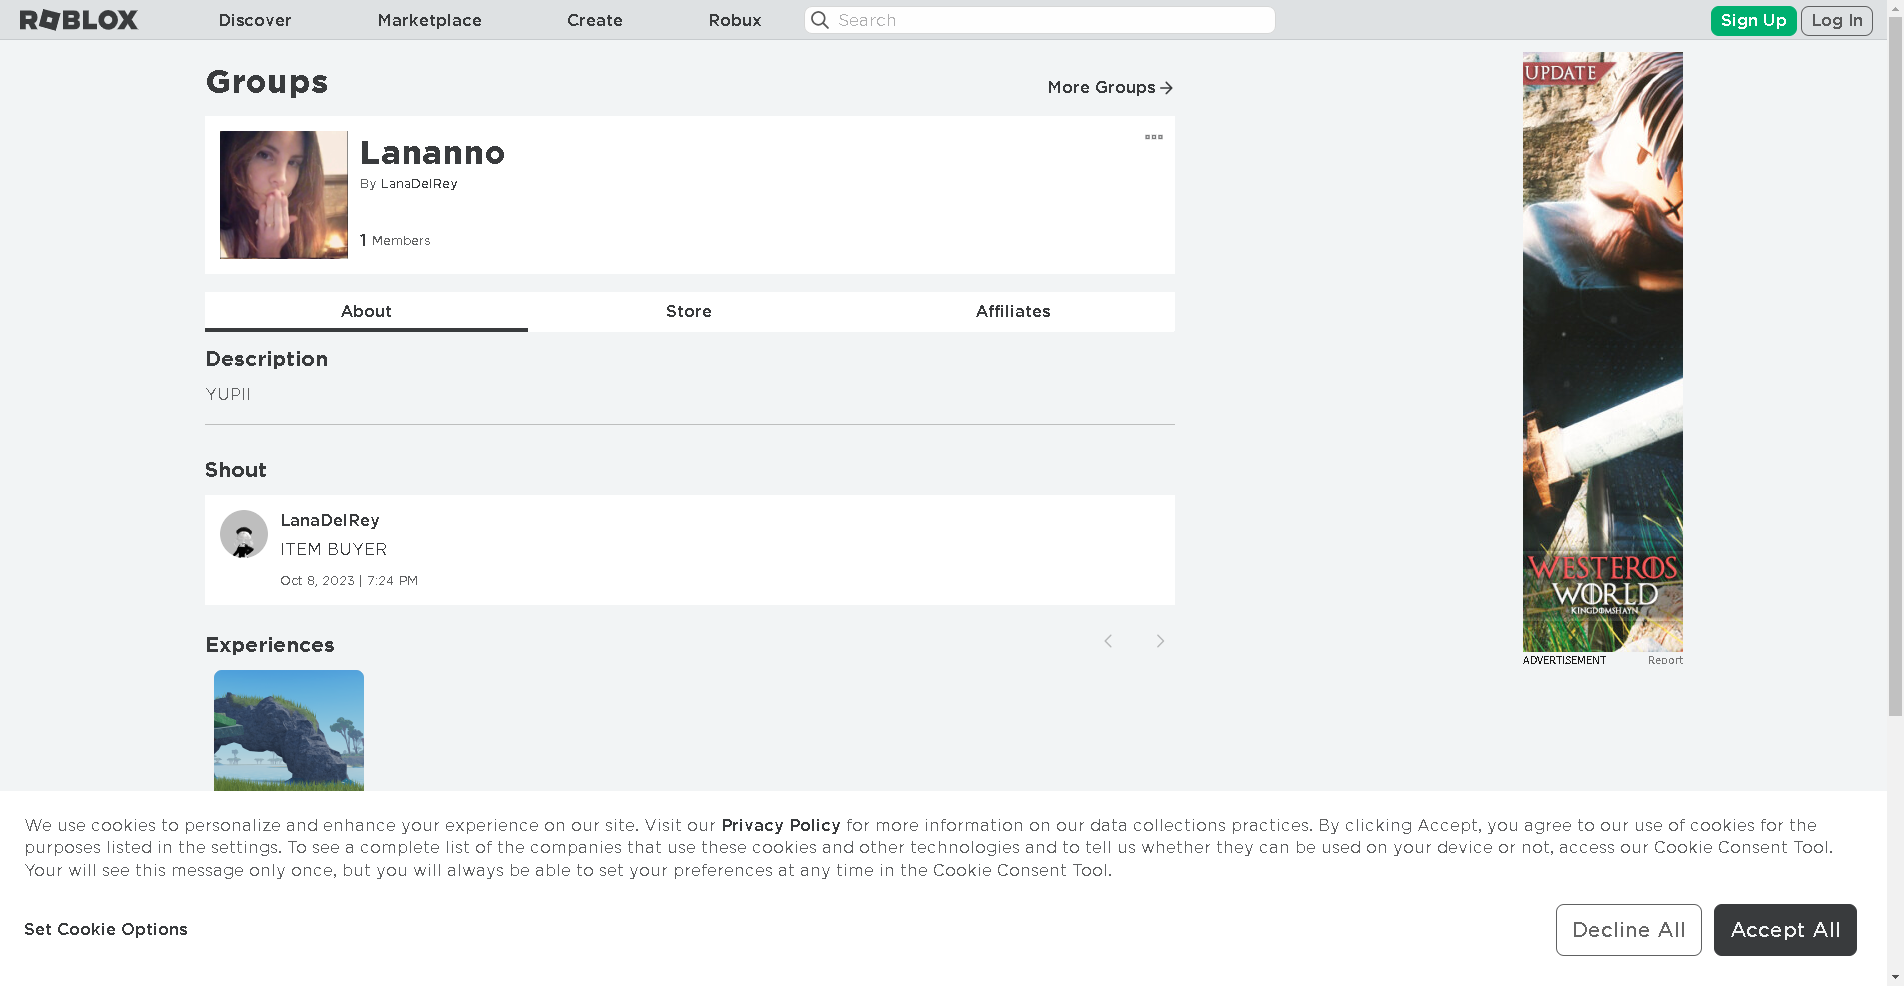 ROBLOX
Discover
Marketplace
Create
Robux
Search
Sign Up
Log In
Groups
More Groups
Lananno
By LanaDelRey
1 Members
About
Store
Affiliates
Description
YUPII
Shout
LanaDelRey
ITEM BUYER
Oct 8, 2023 | 7:24 PM
Experiences
UPDATE
WESTEROS
WORLD
KINGDOMSHAYN
ADVERTISEMENT
Report
We use cookies to personalize and enhance your experience on our site. Visit our Privacy Policy for more information on our data collections practices. By clicking Accept, you agree to our use of cookies for the
purposes listed in the settings. To see a complete list of the companies that use these cookies and other technologies and to tell us whether they can be used on your device or not, access our Cookie Consent Tool.
Your will see this message only once, but you will always be able to set your preferences at any time in the Cookie Consent Tool.
Set Cookie Options
Decline All
Accept All